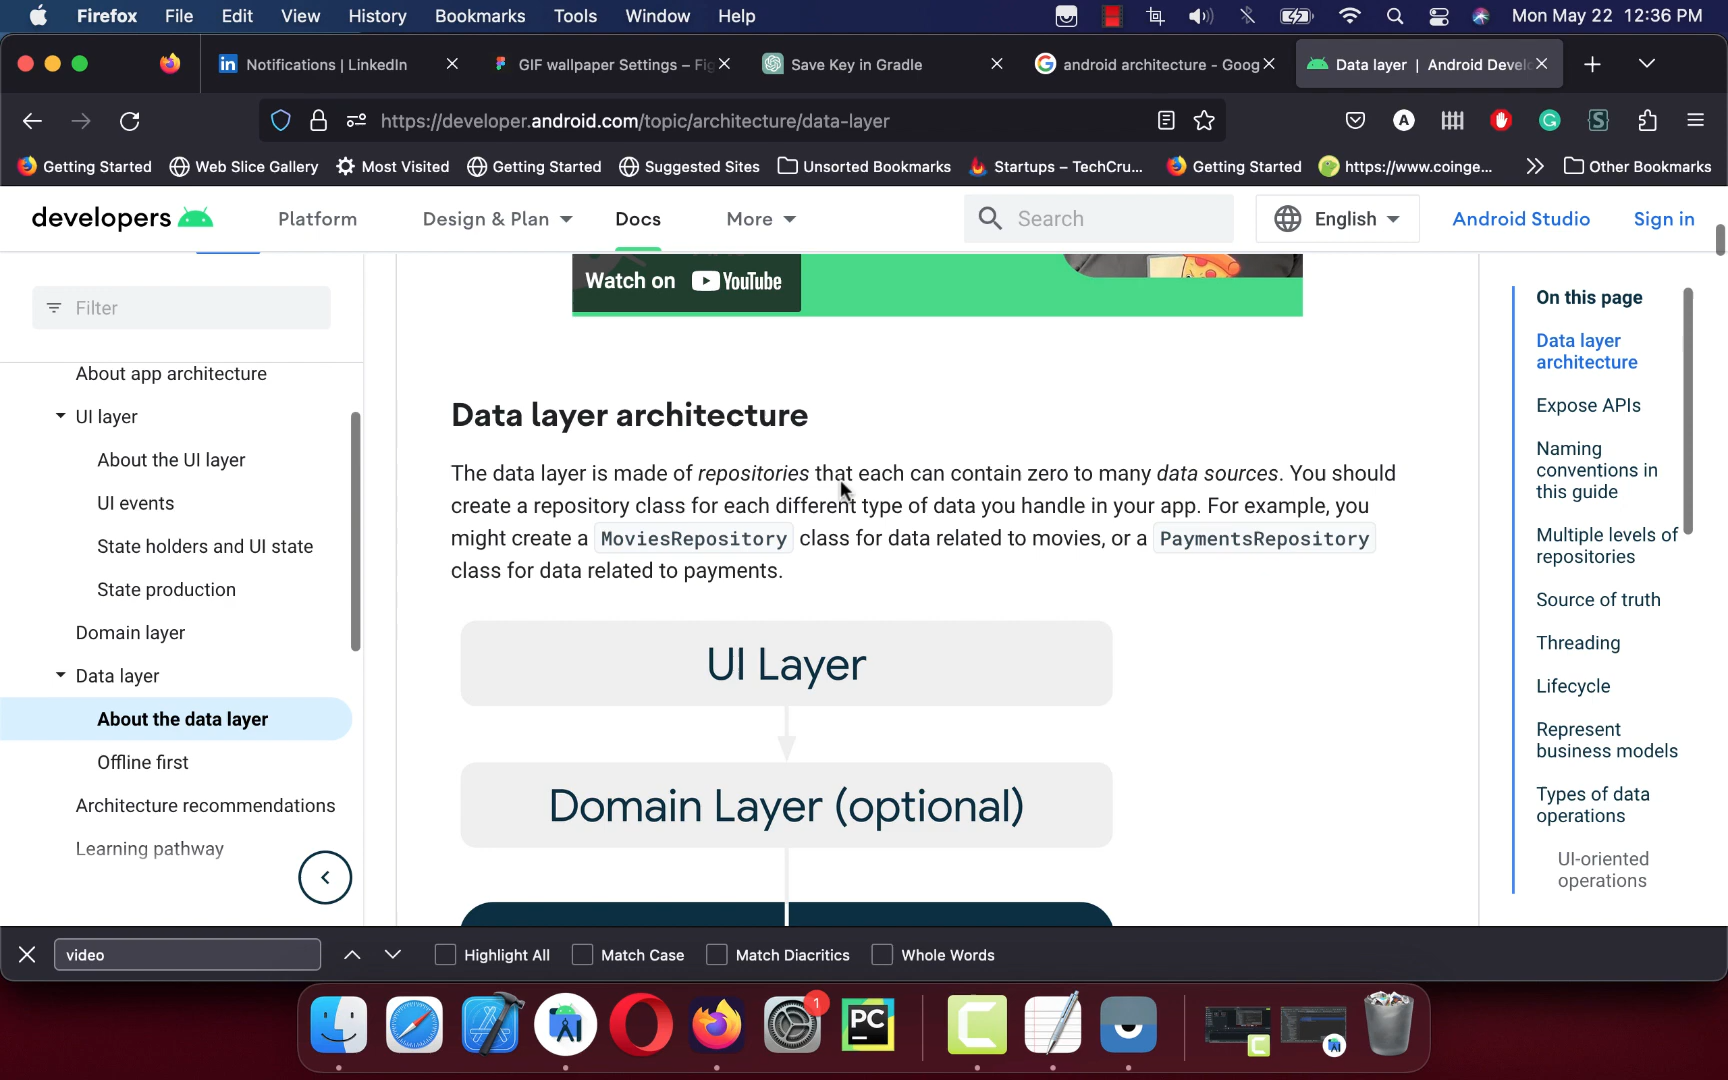 Firefox File Edit View History Bookmarks Tools Window Help Mon May 22 12:36 PM
Notifications | LinkedIn GIF wallpaper Settings – Fig Save Key in Gradle android architecture - Goog Data layer | Android Devel
https://developer.android.com/topic/architecture/data-layer
Getting Started Web Slice Gallery Most Visited Getting Started Suggested Sites Unsorted Bookmarks Startups – TechCru... Getting Started https://www.coinge... Other Bookmarks
developers Platform Design & Plan Docs More Search English Android Studio Sign in
Watch on YouTube
Filter
About app architecture
UI layer
About the UI layer
UI events
State holders and UI state
State production
Domain layer
Data layer
About the data layer
Offline first
Architecture recommendations
Learning pathway
Data layer architecture
The data layer is made of repositories that each can contain zero to many data sources. You should
create a repository class for each different type of data you handle in your app. For example, you
might create a MoviesRepository class for data related to movies, or a PaymentsRepository
class for data related to payments.
UI Layer
Domain Layer (optional)
On this page
Data layer
architecture
Expose APIs
Naming
conventions in
this guide
Multiple levels of
repositories
Source of truth
Threading
Lifecycle
Represent
business models
Types of data
operations
UI-oriented
operations
video Highlight All Match Case Match Diacritics Whole Words
1
PC